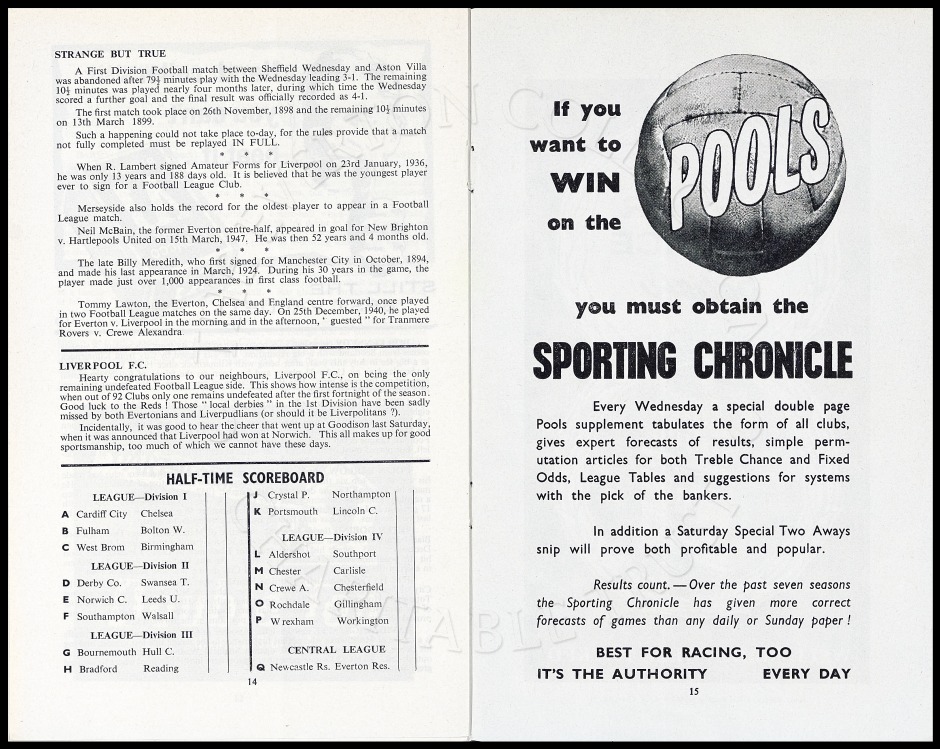 STRANGE BUT TRUE
A First Division Football match between Sheffield Wednesday and Aston Villa
was abandoned after 79½ minutes play with the Wednesday leading 3-1. The remaining
10½ minutes was played nearly four months later, during which time the Wednesday
scored a further goal and the final result was officially recorded as 4-1.
The first match took place on 26th November, 1898 and the remaining 10½ minutes
on 13th March 1899.
Such a happening could not take place to-day, for the rules provide that a match
not fully completed must be replayed IN FULL.
* * *
When R. Lambert signed Amateur Forms for Liverpool on 23rd January, 1936,
he was only 13 years and 188 days old. It is believed that he was the youngest player
ever to sign for a Football League Club.
* * *
Merseyside also holds the record for the oldest player to appear in a Football
League match.
Neil McBain, the former Everton centre-half, appeared in goal for New Brighton
v. Hartlepools United on 15th March, 1947. He was then 52 years and 4 months old.
* * *
The late Billy Meredith, who first signed for Manchester City in October, 1894,
and made his last appearance in March, 1924. During his 30 years in the game, the
player made just over 1,000 appearances in first class football.
* * *
Tommy Lawton, the Everton, Chelsea and England centre forward, once played
in two Football League matches on the same day. On 25th December, 1940, he played
for Everton v. Liverpool in the morning and in the afternoon, ' guested " for Tranmere
Rovers v. Crewe Alexandra
LIVERPOOL F.C.
Hearty congratulations to our neighbours, Liverpool F.C., on being the only
remaining undefeated Football League side. This shows how intense is the competition,
when out of 92 Clubs only one remains undefeated after the first fortnight of the season.
Good luck to the Reds ! Those " local derbies " in the 1st Division have been sadly
missed by both Evertonians and Liverpudlians (or should it be Liverpolitans ?).
Incidentally, it was good to hear the cheer that went up at Goodison last Saturday,
when it was announced that Liverpool had won at Norwich. This all makes up for good
sportsmanship, too much of which we cannot have these days.
HALF-TIME SCOREBOARD
LEAGUE—Division I
A Cardiff City Chelsea
B Fulham Bolton W.
C West Brom Birmingham
LEAGUE—Division II
D Derby Co. Swansea T.
E Norwich C. Leeds U.
F Southampton Walsall
LEAGUE—Division III
G Bournemouth Hull C.
H Bradford Reading
J Crystal P. Northampton
K Portsmouth Lincoln C.
LEAGUE—Division IV
L Aldershot Southport
M Chester Carlisle
N Crewe A. Chesterfield
O Rochdale Gillingham
P Wrexham Workington
CENTRAL LEAGUE
Q Newcastle Rs. Everton Res.
14
If you
want to
WIN
on the
POOLS
you must obtain the
SPORTING CHRONICLE
Every Wednesday a special double page
Pools supplement tabulates the form of all clubs,
gives expert forecasts of results, simple perm-
utation articles for both Treble Chance and Fixed
Odds, League Tables and suggestions for systems
with the pick of the bankers.
In addition a Saturday Special Two Aways
snip will prove both profitable and popular.
Results count. — Over the past seven seasons
the Sporting Chronicle has given more correct
forecasts of games than any daily or Sunday paper !
BEST FOR RACING, TOO
IT'S THE AUTHORITY EVERY DAY
15